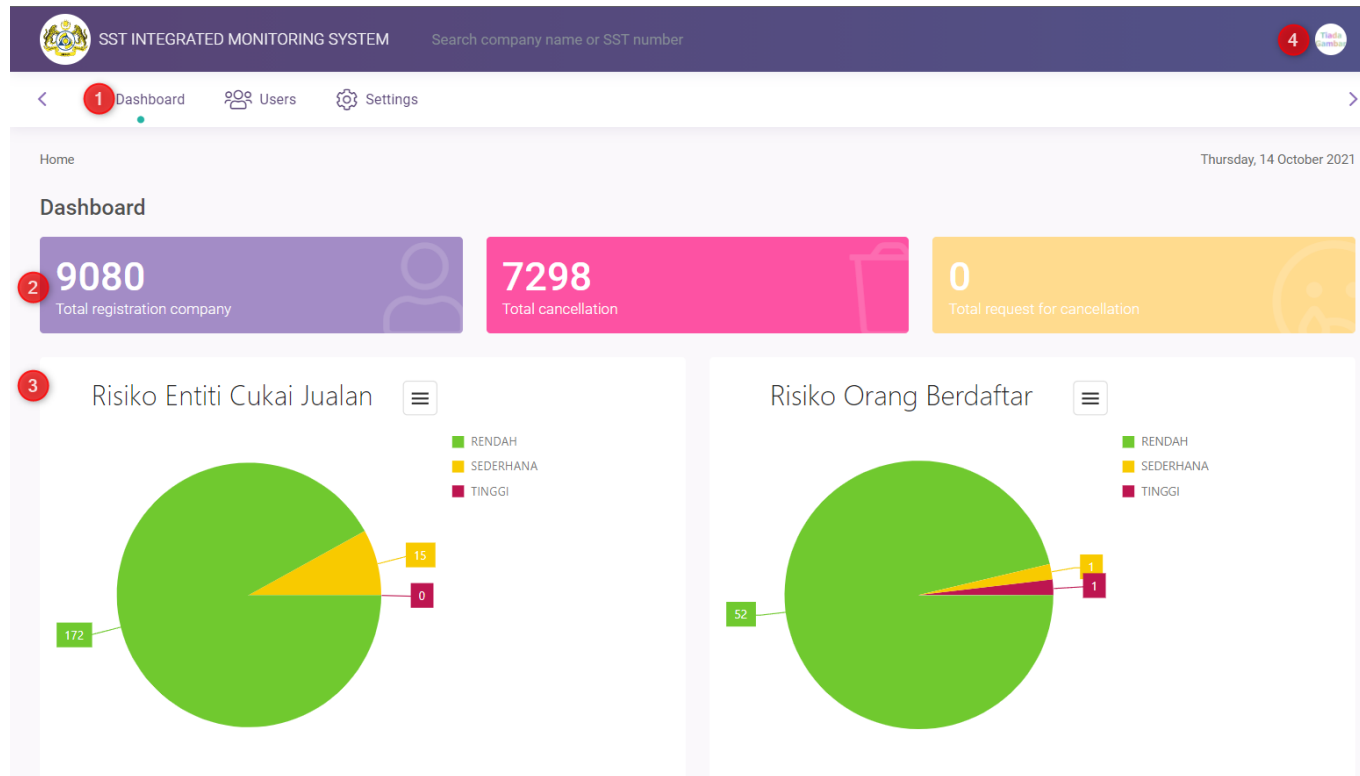 SST INTEGRATED MONITORING SYSTEM Search company name or SST number 4 Tiada Gambar
1 Dashboard Users Settings
Home Thursday, 14 October 2021
Dashboard
2 9080 7298 0
Total registration company Total cancellation Total request for cancellation
3 Risiko Entiti Cukai Jualan Risiko Orang Berdaftar
RENDAH RENDAH
SEDERHANA SEDERHANA
TINGGI TINGGI
15 1
0 1
172 52